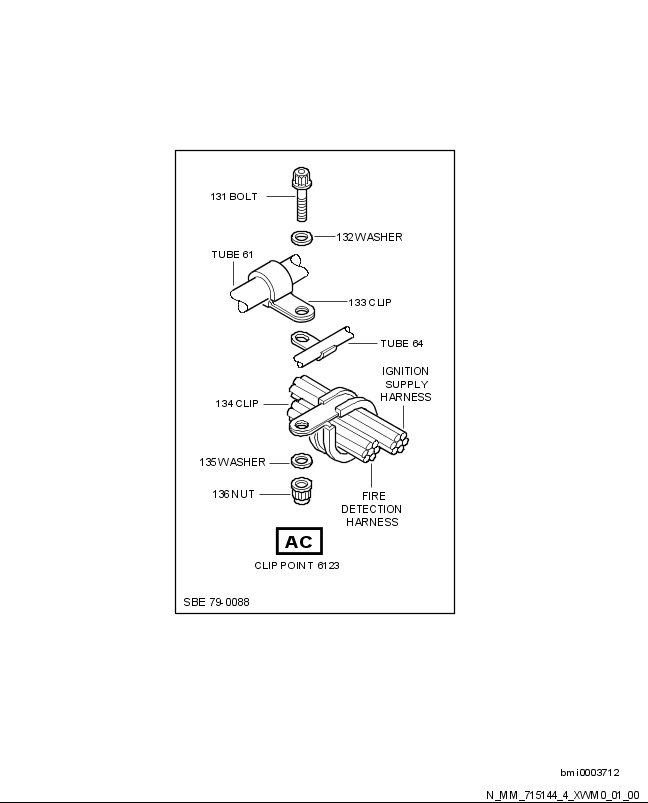 131 BOLT
132 WASHER
TUBE 61
133 CLIP
TUBE 64
IGNITION
SUPPLY
HARNESS
134 CLIP
135 WASHER
136 NUT
FIRE
DETECTION
HARNESS
AC
CLIP POINT 6123
SBE 79-0088
bmi0003712
N_MM_715144_4_XWM0_01_00